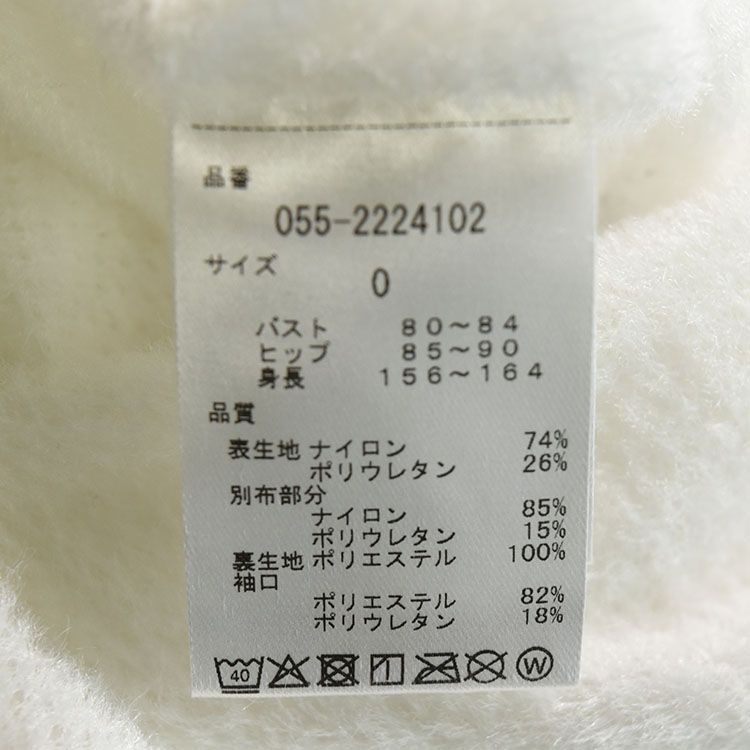 品番
055-2224102
サイズ
0
バスト 80～84
ヒップ 85～90
身長 156～164
品質
表生地 ナイロン 74%
ポリウレタン 26%
別布部分
ナイロン 85%
ポリウレタン 15%
裏生地 ポリエステル 100%
袖口
ポリエステル 82%
ポリウレタン 18%
40 W